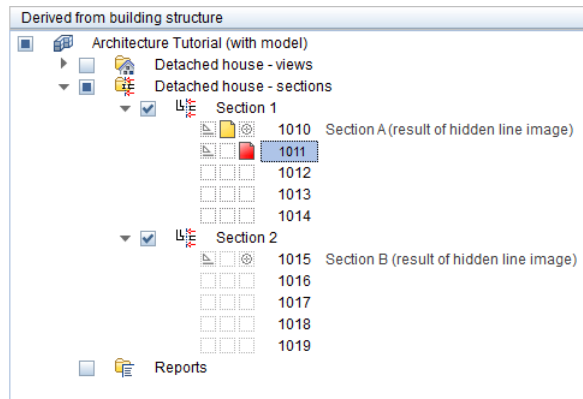 Derived from building structure
Architecture Tutorial (with model)
Detached house - views
Detached house - sections
Section 1
1010 Section A (result of hidden line image)
1011
1012
1013
1014
Section 2
1015 Section B (result of hidden line image)
1016
1017
1018
1019
Reports